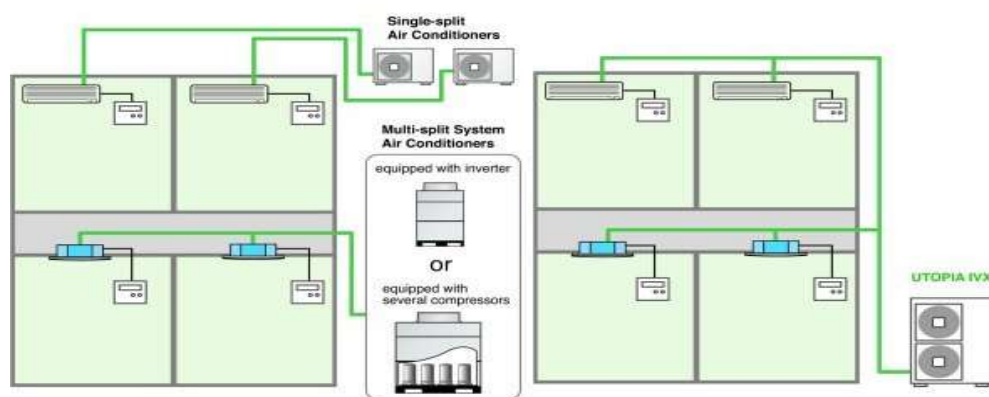 Single-split
Air Conditioners
Multi-split System
Air Conditioners
equipped with inverter
or
equipped with
several compressors
UTOPIA IVX